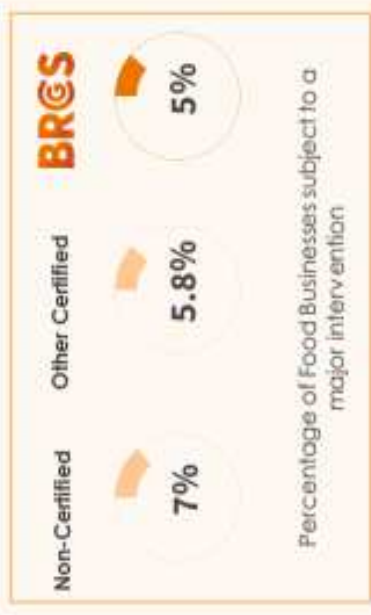 Non-Certified
Other Certified
BRCGS
7%
5.8%
5%
Percentage of Food Businesses subject to a
major intervention